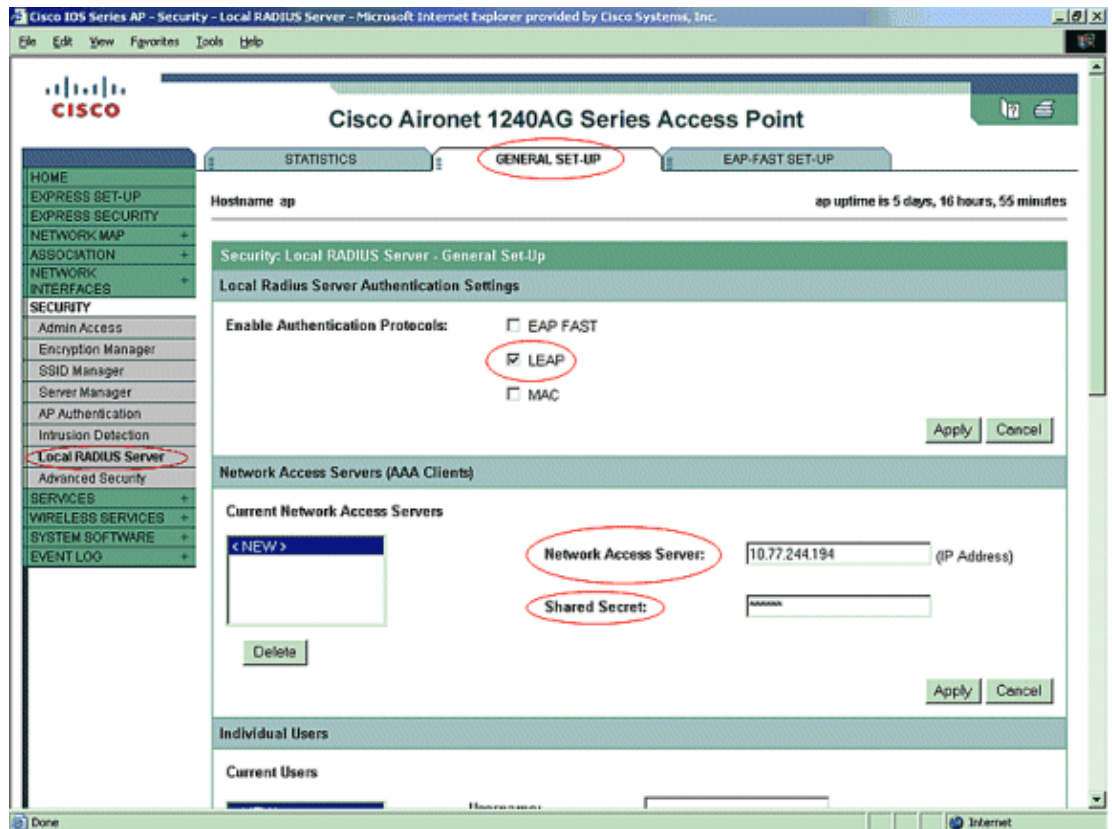 Cisco IOS Series AP - Security - Local RADIUS Server - Microsoft Internet Explorer provided by Cisco Systems, Inc.
File Edit View Favorites Tools Help
CISCO
Cisco Aironet 1240AG Series Access Point
STATISTICS GENERAL SET-UP EAP-FAST SET-UP
HOME
EXPRESS SET-UP
EXPRESS SECURITY
NETWORK MAP +
ASSOCIATION +
NETWORK INTERFACES +
SECURITY
Admin Access
Encryption Manager
SSID Manager
Server Manager
AP Authentication
Intrusion Detection
Local RADIUS Server
Advanced Security
SERVICES +
WIRELESS SERVICES +
SYSTEM SOFTWARE +
EVENT LOG +
Hostname ap ap uptime is 5 days, 16 hours, 55 minutes
Security: Local RADIUS Server - General Set-Up
Local Radius Server Authentication Settings
Enable Authentication Protocols: EAP FAST
LEAP
MAC
Apply Cancel
Network Access Servers (AAA Clients)
Current Network Access Servers
<NEW>
Network Access Server: 10.77.244.194 (IP Address)
Shared Secret: ******
Delete
Apply Cancel
Individual Users
Current Users
Done Internet